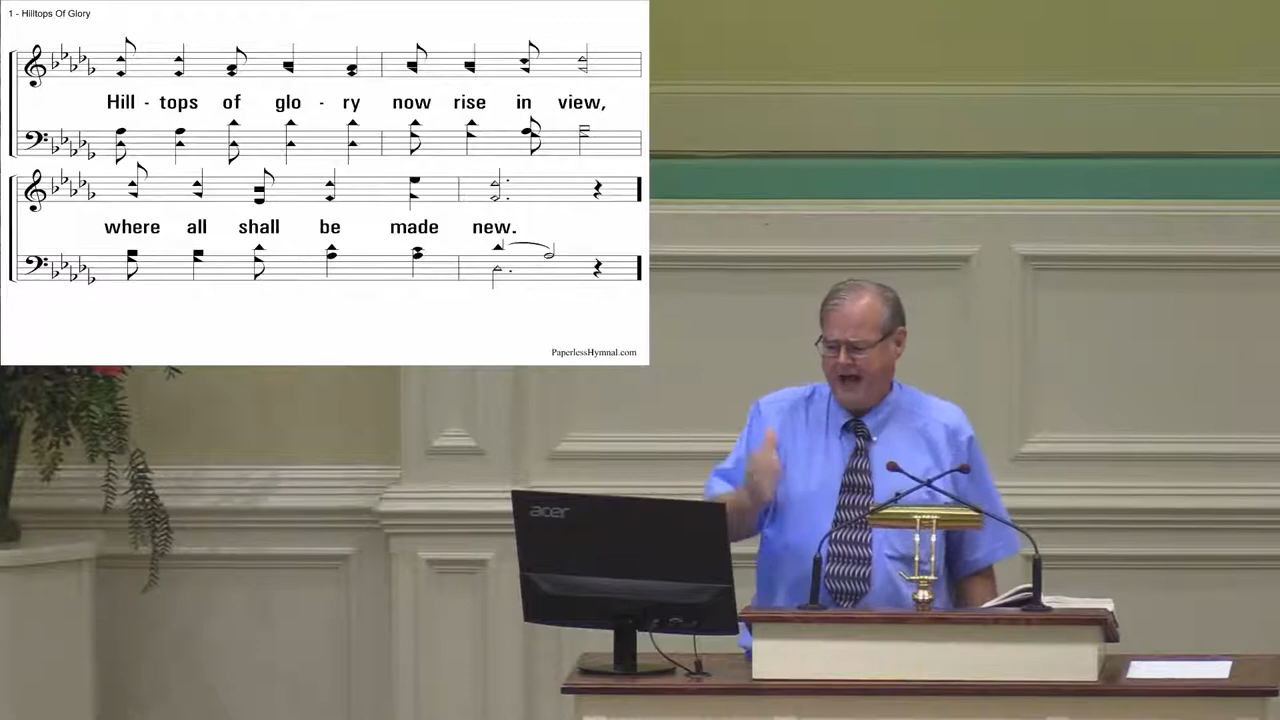 1 - Hilltops Of Glory
Hill - tops of glo - ry now rise in view,
where all shall be made new.
PaperlessHymnal.com
acer